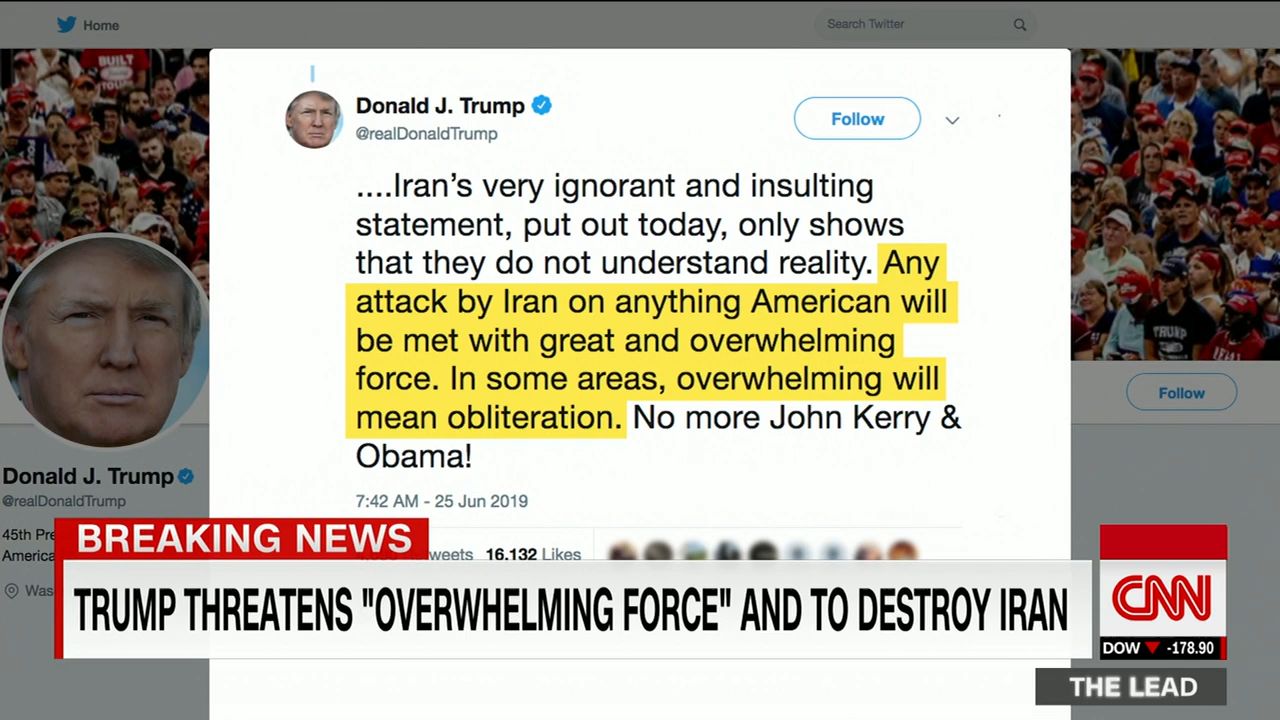 Home
Search Twitter
BUILT
Donald J. Trump
@realDonaldTrump
Follow
....Iran's very ignorant and insulting
statement, put out today, only shows
that they do not understand reality. Any
attack by Iran on anything American will
be met with great and overwhelming
force. In some areas, overwhelming will
mean obliteration. No more John Kerry &
Obama!
7:42 AM - 25 Jun 2019
16,132 Likes
TRUMP
Follow
Donald J. Trump
@realDonaldTrump
45th
America
BREAKING NEWS
TRUMP THREATENS "OVERWHELMING FORCE" AND TO DESTROY IRAN
CNN
DOW ▼ -178.90
THE LEAD